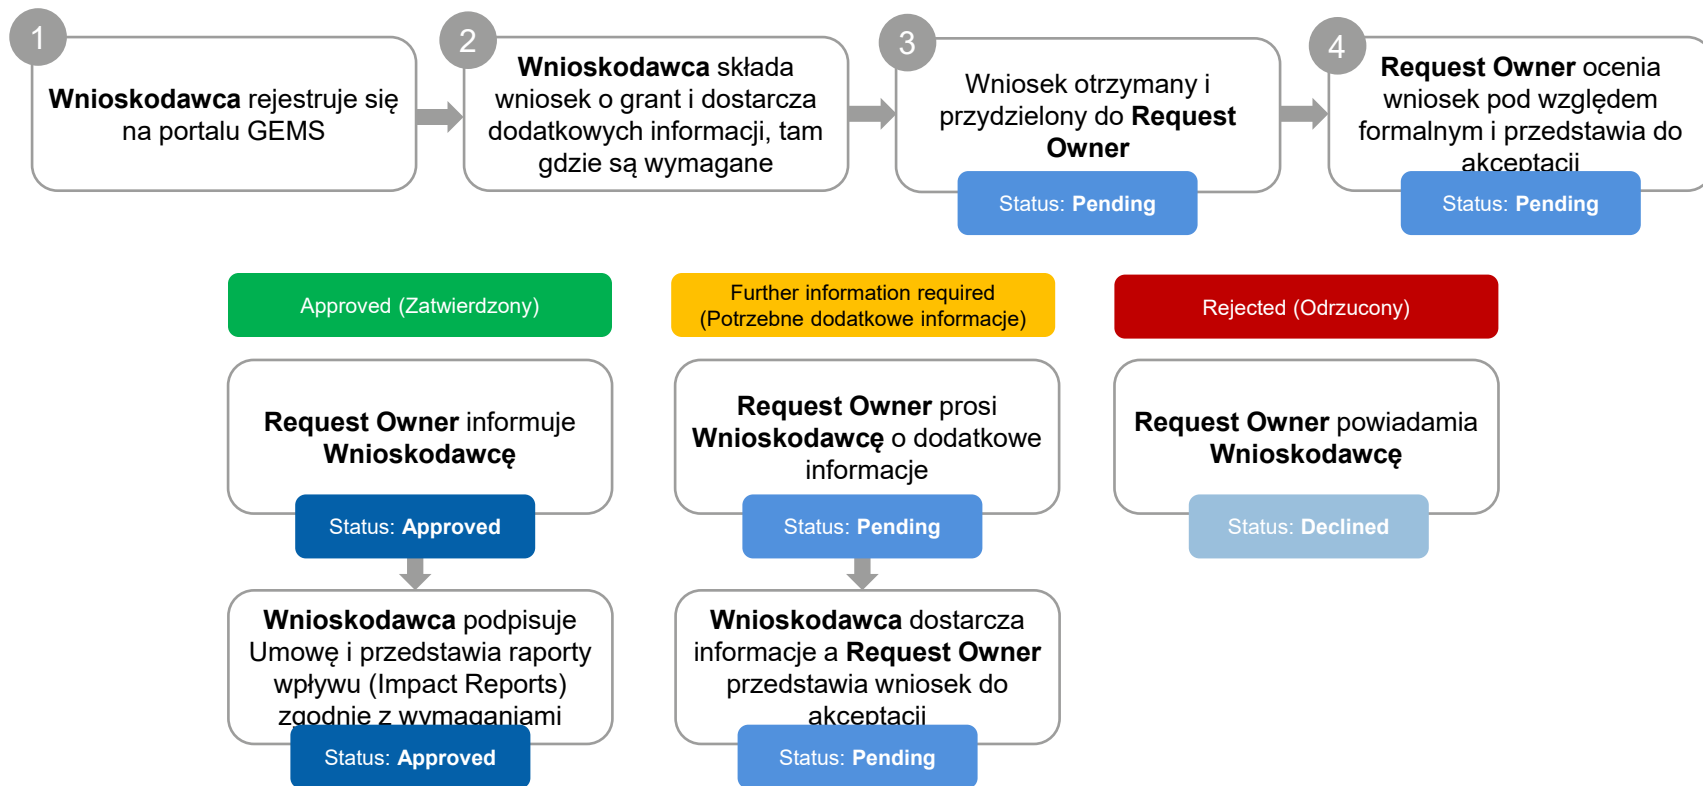 1
Wnioskodawca rejestruje się
na portalu GEMS
2
Wnioskodawca składa
wniosek o grant i dostarcza
dodatkowych informacji, tam
gdzie są wymagane
3
Wniosek otrzymany i
przydzielony do Request
Owner
Status: Pending
4
Request Owner ocenia
wniosek pod względem
formalnym i przedstawia do
akceptacji
Status: Pending
Approved (Zatwierdzony)
Request Owner informuje
Wnioskodawcę
Status: Approved
Wnioskodawca podpisuje
Umowę i przedstawia raporty
wpływu (Impact Reports)
zgodnie z wymaganiami
Status: Approved
Further information required
(Potrzebne dodatkowe informacje)
Request Owner prosi
Wnioskodawcę o dodatkowe
informacje
Status: Pending
Wnioskodawca dostarcza
informacje a Request Owner
przedstawia wniosek do
akceptacji
Status: Pending
Rejected (Odrzucony)
Request Owner powiadamia
Wnioskodawcę
Status: Declined